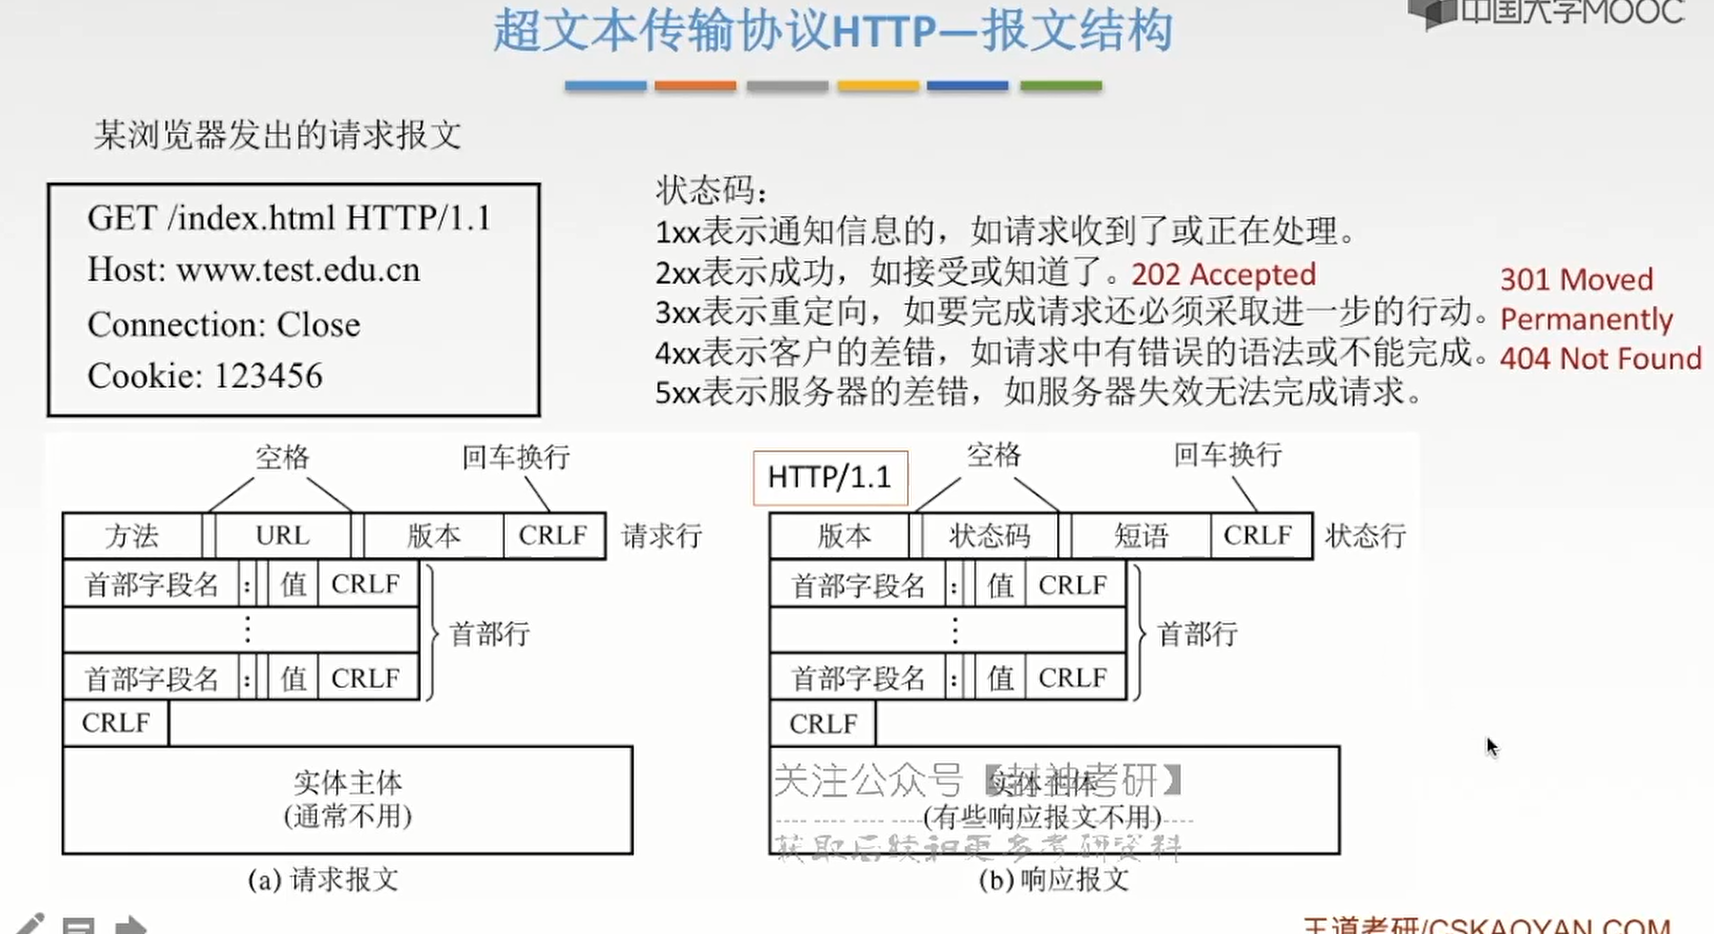 超文本传输协议HTTP—报文结构
中国大学MOOC
某浏览器发出的请求报文
GET /index.html HTTP/1.1
Host: www.test.edu.cn
Connection: Close
Cookie: 123456
状态码：
1xx表示通知信息的，如请求收到了或正在处理。
2xx表示成功，如接受或知道了。202 Accepted
3xx表示重定向，如要完成请求还必须采取进一步的行动。301 Moved Permanently
4xx表示客户的差错，如请求中有错误的语法或不能完成。404 Not Found
5xx表示服务器的差错，如服务器失效无法完成请求。
空格 回车换行
方法 URL 版本 CRLF 请求行
首部字段名 : 值 CRLF
⋮ 首部行
首部字段名 : 值 CRLF
CRLF
实体主体
(通常不用)
(a) 请求报文
HTTP/1.1 空格 回车换行
版本 状态码 短语 CRLF 状态行
首部字段名 : 值 CRLF
⋮ 首部行
首部字段名 : 值 CRLF
CRLF
关注公众号【封神考研】
实体主体
(有些响应报文不用)
获取后续和更多考研资料
(b) 响应报文
王道考研/CSKAOYAN.COM